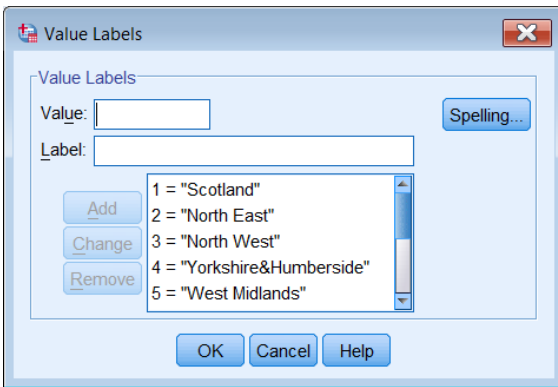 Value Labels
Value Labels
Value:
Spelling...
Label:
Add
Change
Remove
1 = "Scotland"
2 = "North East"
3 = "North West"
4 = "Yorkshire&Humberside"
5 = "West Midlands"
OK Cancel Help